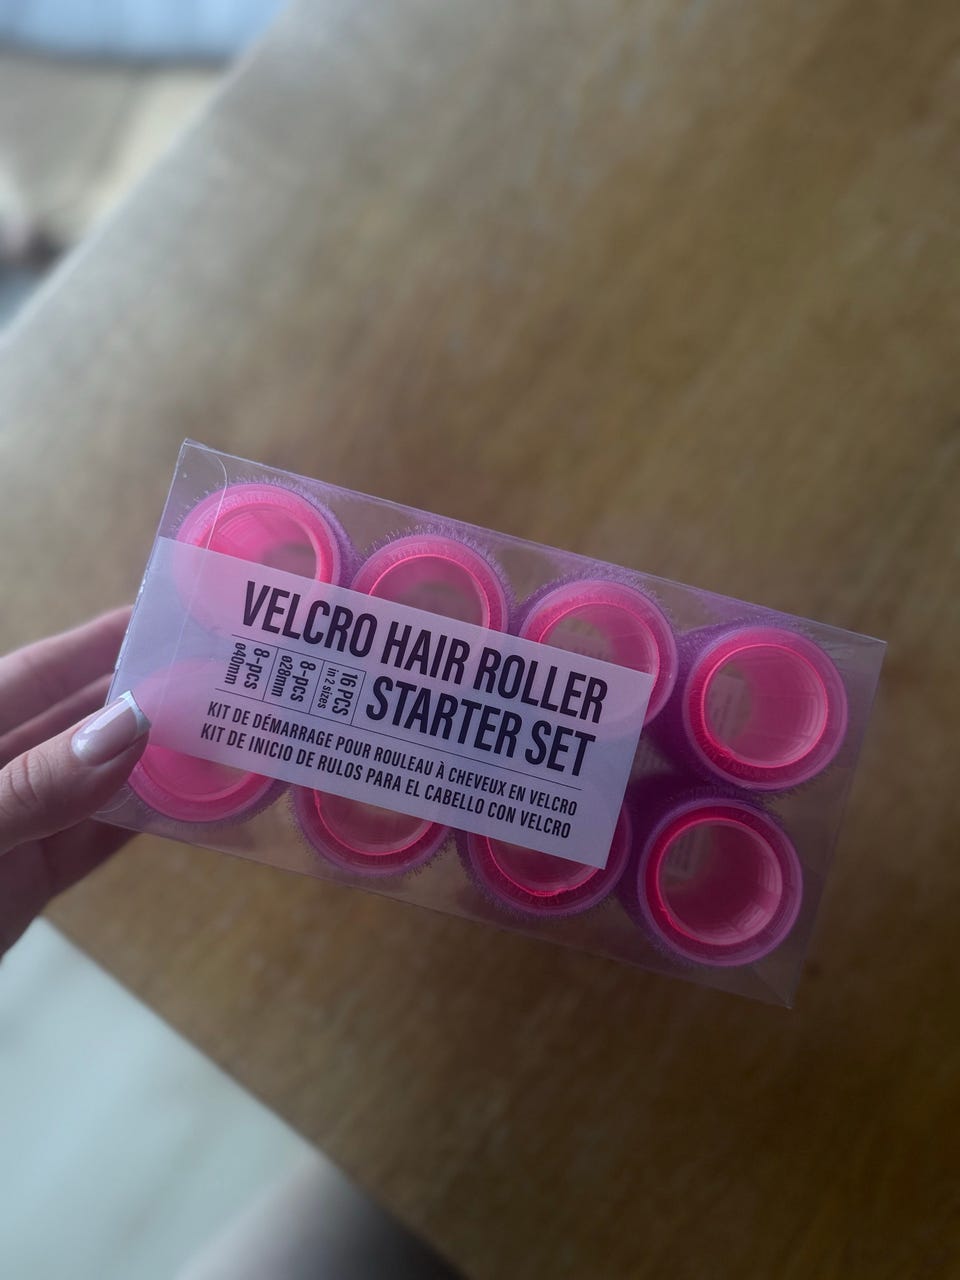 VELCRO HAIR ROLLER
STARTER SET
16 PCS
in 2 sizes
8-pcs
ø28mm
8-pcs
ø40mm
KIT DE DÉMARRAGE POUR ROULEAU À CHEVEUX EN VELCRO
KIT DE INICIO DE RULOS PARA EL CABELLO CON VELCRO